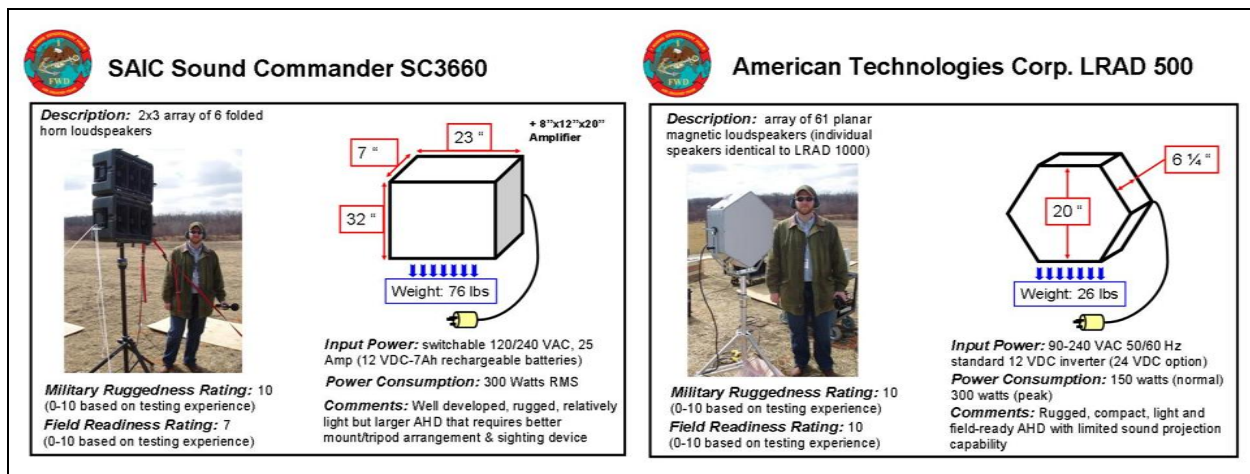 SAIC Sound Commander SC3660
Description: 2x3 array of 6 folded
horn loudspeakers
+ 8”x12”x20”
Amplifier
23 “
7 “
32 “
Weight: 76 lbs
Input Power: switchable 120/240 VAC, 25
Amp (12 VDC-7Ah rechargeable batteries)
Power Consumption: 300 Watts RMS
Comments: Well developed, rugged, relatively
light but larger AHD that requires better
mount/tripod arrangement & sighting device
Military Ruggedness Rating: 10
(0-10 based on testing experience)
Field Readiness Rating: 7
(0-10 based on testing experience)
American Technologies Corp. LRAD 500
Description: array of 61 planar
magnetic loudspeakers (individual
speakers identical to LRAD 1000)
6 ¼ “
20 “
Weight: 26 lbs
Input Power: 90-240 VAC 50/60 Hz
standard 12 VDC inverter (24 VDC option)
Power Consumption: 150 watts (normal)
300 watts (peak)
Comments: Rugged, compact, light and
field-ready AHD with limited sound projection
capability
Military Ruggedness Rating: 10
(0-10 based on testing experience)
Field Readiness Rating: 10
(0-10 based on testing experience)
FWD
FWD